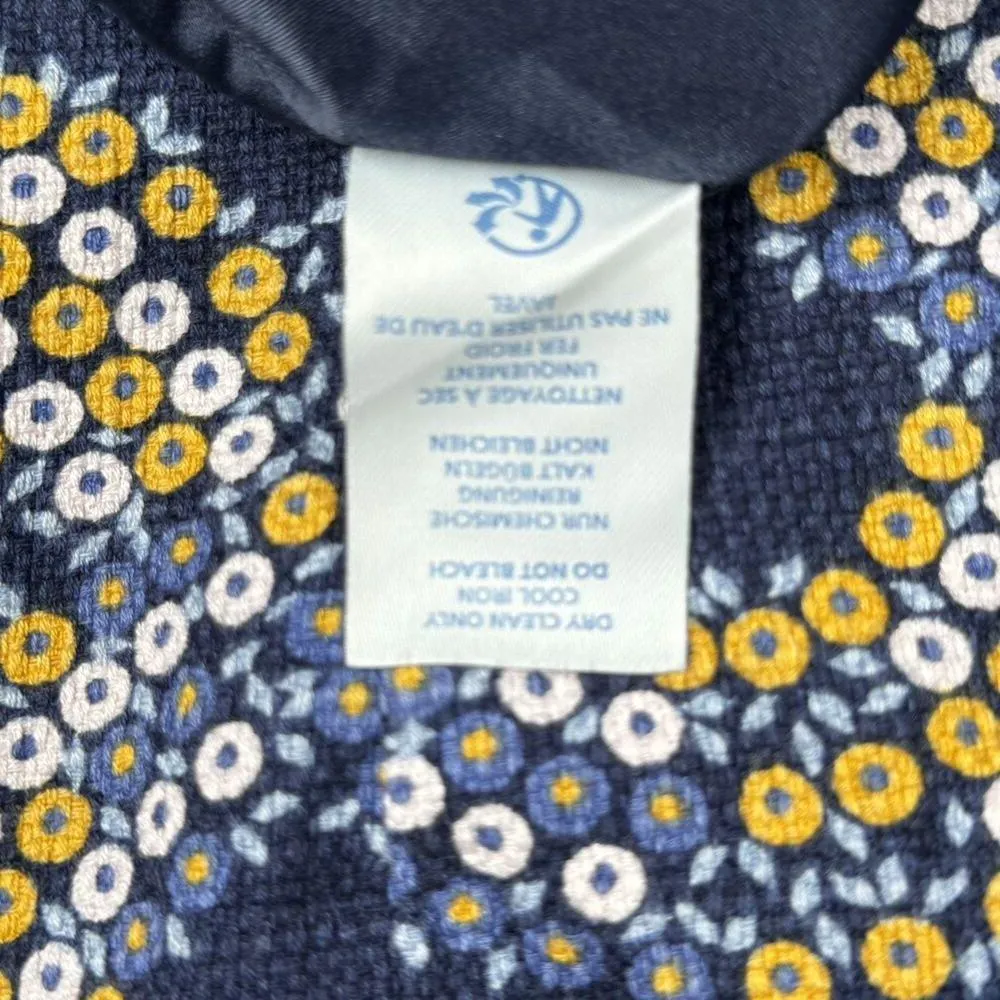 DRY CLEAN ONLY
COOL IRON
DO NOT BLEACH
NUR CHEMISCHE
REINIGUNG
KALT BÜGELN
NICHT BLEICHEN
NETTOYAGE À SEC
UNIQUEMENT
FER FROID
NE PAS UTILISER D'EAU DE
JAVEL